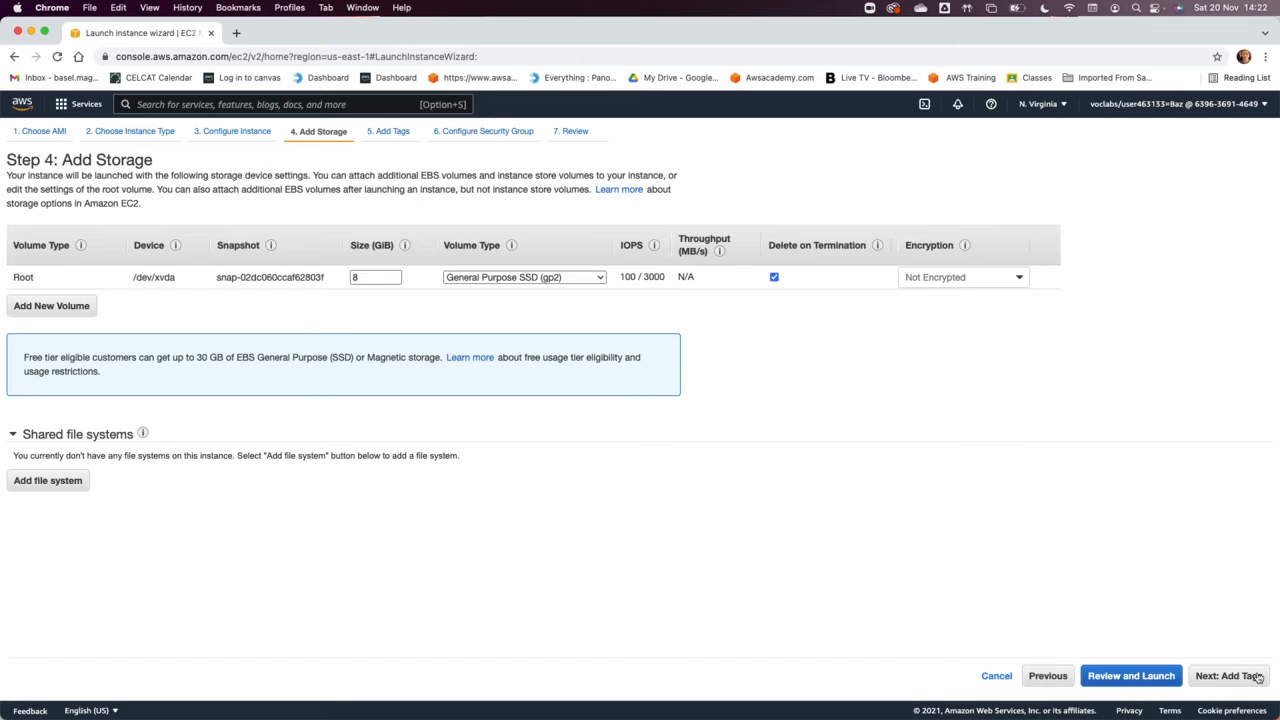 Chrome File Edit View History Bookmarks Profiles Tab Window Help Sat 20 Nov 14:22
Launch instance wizard | EC2
console.aws.amazon.com/ec2/v2/home?region=us-east-1#LaunchInstanceWizard:
Inbox - basel.mag... CELCAT Calendar Log in to canvas Dashboard Dashboard https://www.awsa... Everything : Pano... My Drive - Google... Awsacademy.com Live TV – Bloombe... AWS Training Classes Imported From Sa... Reading List
aws Services Search for services, features, blogs, docs, and more [Option+S] N. Virginia voclabs/user463133=Baz @ 6396-3691-4649
1. Choose AMI 2. Choose Instance Type 3. Configure Instance 4. Add Storage 5. Add Tags 6. Configure Security Group 7. Review
Step 4: Add Storage
Your instance will be launched with the following storage device settings. You can attach additional EBS volumes and instance store volumes to your instance, or
edit the settings of the root volume. You can also attach additional EBS volumes after launching an instance, but not instance store volumes. Learn more about
storage options in Amazon EC2.
Volume Type Device Snapshot Size (GiB) Volume Type IOPS Throughput (MB/s) Delete on Termination Encryption
Root /dev/xvda snap-02dc060ccaf62803f 8 General Purpose SSD (gp2) 100 / 3000 N/A Not Encrypted
Add New Volume
Free tier eligible customers can get up to 30 GB of EBS General Purpose (SSD) or Magnetic storage. Learn more about free usage tier eligibility and
usage restrictions.
Shared file systems
You currently don't have any file systems on this instance. Select "Add file system" button below to add a file system.
Add file system
Cancel Previous Review and Launch Next: Add Tags
Feedback English (US) © 2021, Amazon Web Services, Inc. or its affiliates. Privacy Terms Cookie preferences